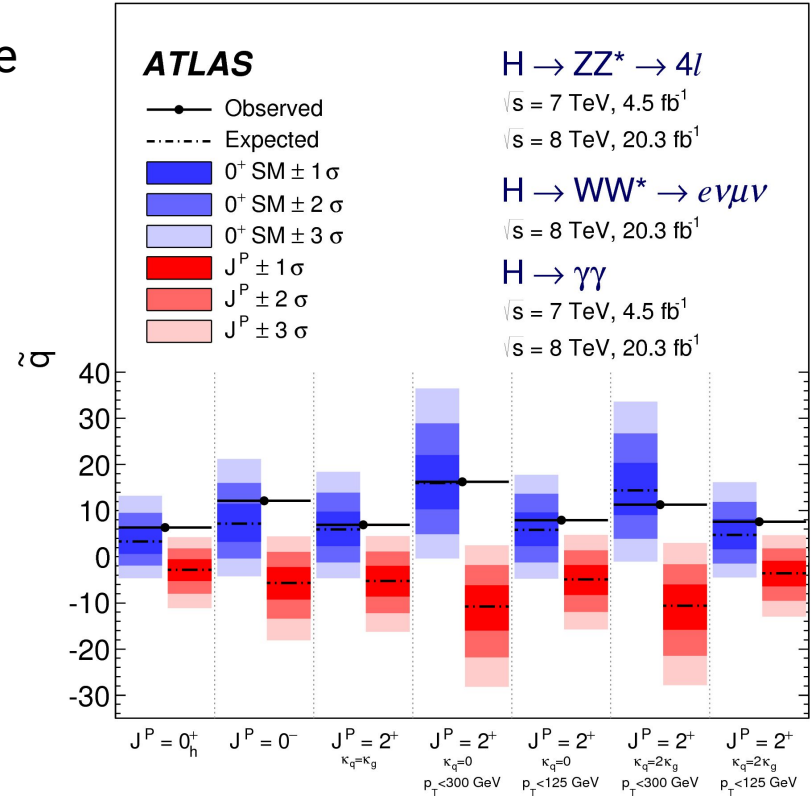 e
ATLAS
Observed
Expected
0⁺ SM ± 1 σ
0⁺ SM ± 2 σ
0⁺ SM ± 3 σ
Jᴾ ± 1 σ
Jᴾ ± 2 σ
Jᴾ ± 3 σ
H → ZZ* → 4l
√s = 7 TeV, 4.5 fb⁻¹
√s = 8 TeV, 20.3 fb⁻¹
H → WW* → eνμν
√s = 8 TeV, 20.3 fb⁻¹
H → γγ
√s = 7 TeV, 4.5 fb⁻¹
√s = 8 TeV, 20.3 fb⁻¹
q̃
40
30
20
10
0
-10
-20
-30
Jᴾ = 0⁺ₕ
Jᴾ = 0⁻
Jᴾ = 2⁺
κq=κg
Jᴾ = 2⁺
κq=0
pT<300 GeV
Jᴾ = 2⁺
κq=0
pT<125 GeV
Jᴾ = 2⁺
κq=2κg
pT<300 GeV
Jᴾ = 2⁺
κq=2κg
pT<125 GeV